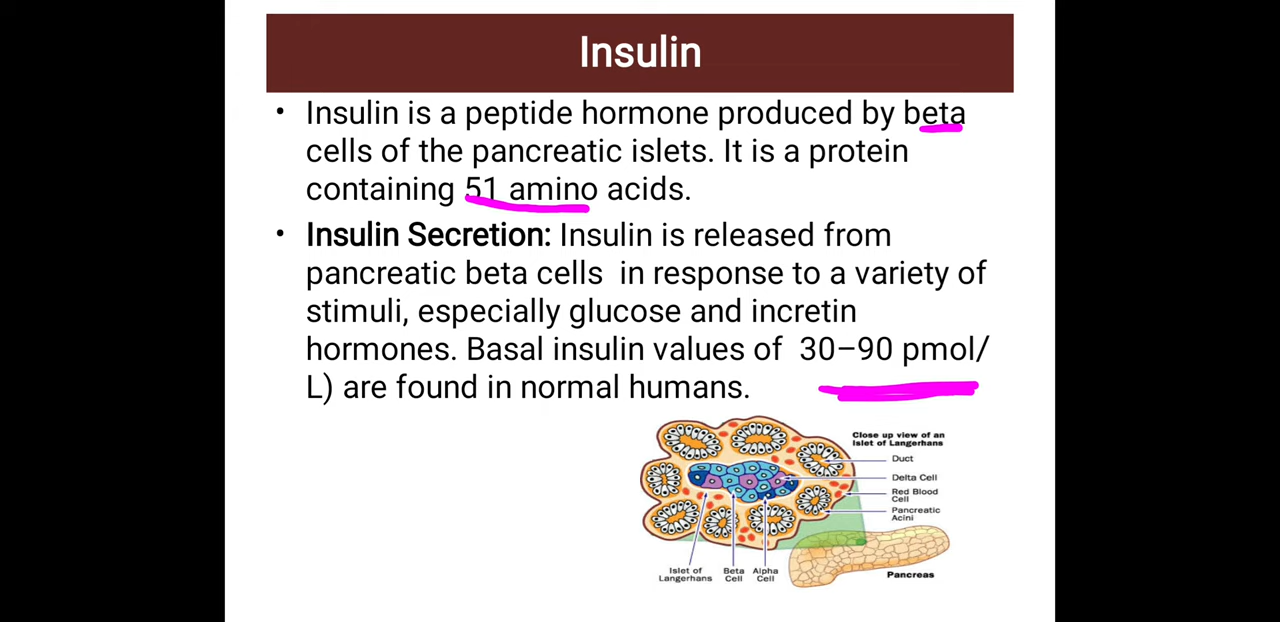 Insulin
• Insulin is a peptide hormone produced by beta
cells of the pancreatic islets. It is a protein
containing 51 amino acids.
• Insulin Secretion: Insulin is released from
pancreatic beta cells in response to a variety of
stimuli, especially glucose and incretin
hormones. Basal insulin values of 30–90 pmol/
L) are found in normal humans.
Close up view of an
Islet of Langerhans
Duct
Delta Cell
Red Blood
Cell
Pancreatic
Acini
Islet of
Langerhans
Beta
Cell
Alpha
Cell
Pancreas